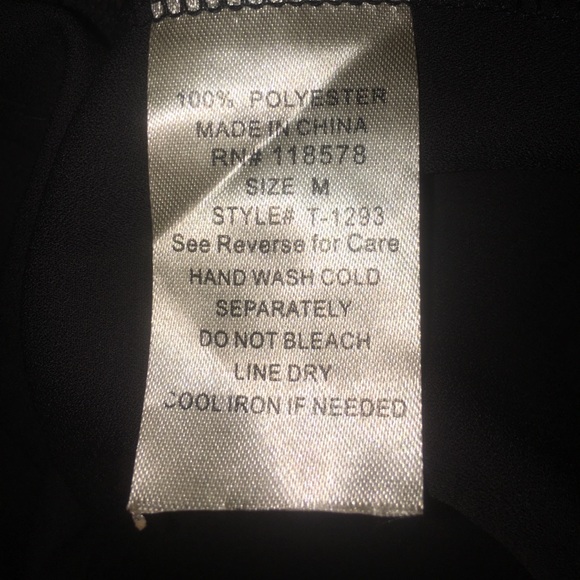 100% POLYESTER
MADE IN CHINA
RN# 118578
SIZE M
STYLE# T-1293
See Reverse for Care
HAND WASH COLD
SEPARATELY
DO NOT BLEACH
LINE DRY
COOL IRON IF NEEDED